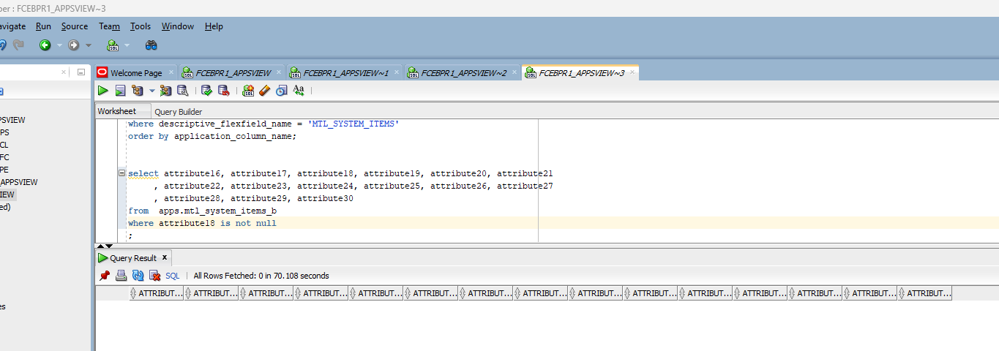 per : FCEBPR1_APPSVIEW~3
avigate Run Source Team Tools Window Help
Welcome Page FCEBPR1_APPSVIEW FCEBPR1_APPSVIEW~1 FCEBPR1_APPSVIEW~2 FCEBPR1_APPSVIEW~3
Worksheet Query Builder
PSVIEW
PS
CL
FC
PE
_APPSVIEW
VIEW
ed)
es
where descriptive_flexfield_name = 'MTL_SYSTEM_ITEMS'
order by application_column_name;
select attribute16, attribute17, attribute18, attribute19, attribute20, attribute21
, attribute22, attribute23, attribute24, attribute25, attribute26, attribute27
, attribute28, attribute29, attribute30
from apps.mtl_system_items_b
where attribute18 is not null
;
Query Result x
SQL | All Rows Fetched: 0 in 70.108 seconds
ATTRIBUT... ATTRIBUT... ATTRIBUT... ATTRIBUT... ATTRIBUT... ATTRIBUT... ATTRIBUT... ATTRIBUT... ATTRIBUT... ATTRIBUT... ATTRIBUT... ATTRIBUT... ATTRIBUT... ATTRIBUT... ATTRIBUT...